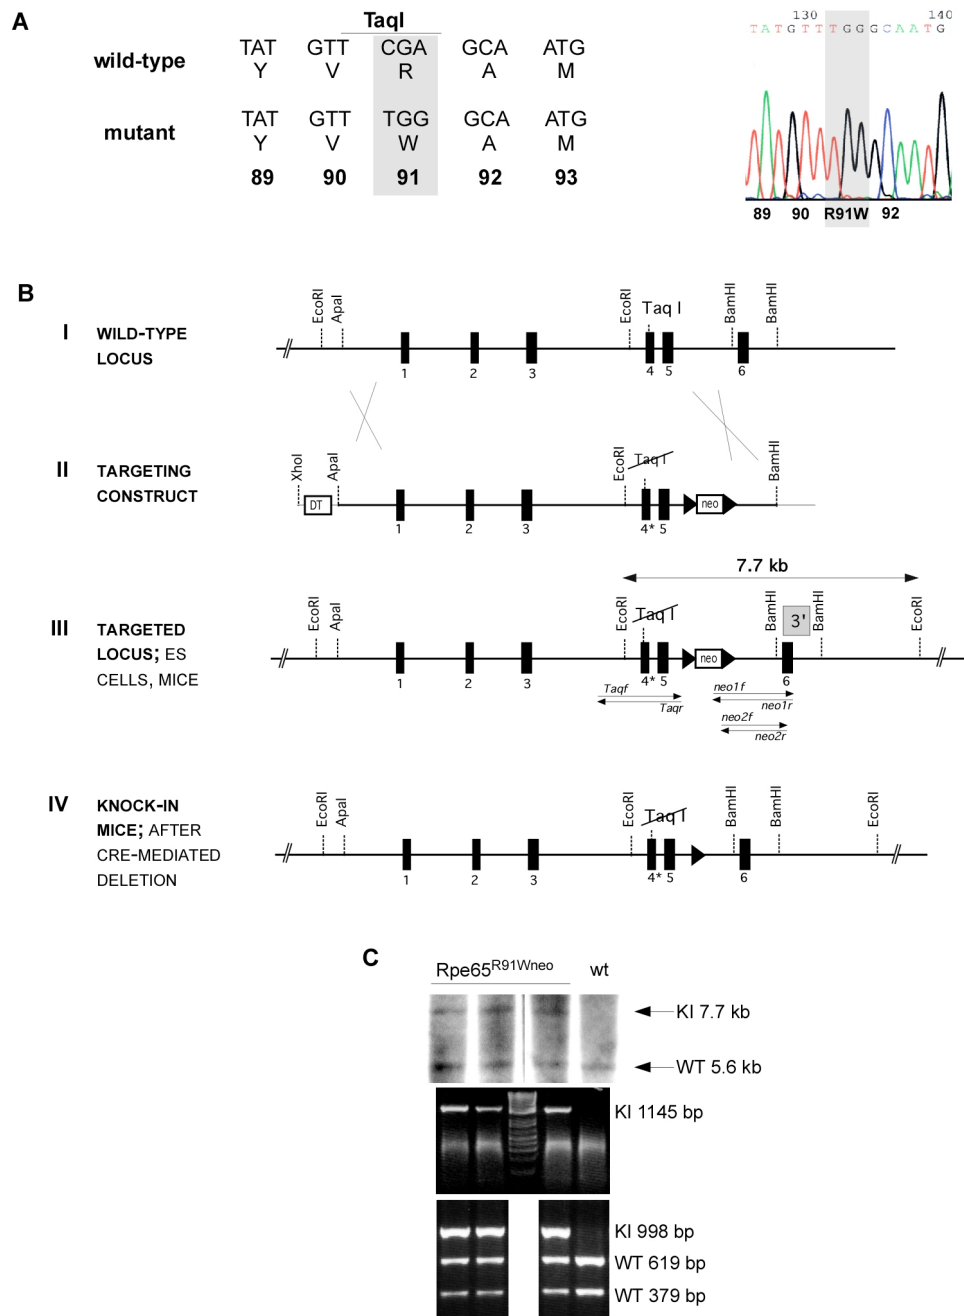 A
TaqI
wild-type
TAT GTT CGA GCA ATG
Y V R A M
mutant
TAT GTT TGG GCA ATG
Y V W A M
89 90 91 92 93
130 140
TATGTTTGGGCAATG
89 90 R91W 92
B
I WILD-TYPE
LOCUS
EcoRI ApaI EcoRI Taq I BamHI BamHI
1 2 3 4 5 6
II TARGETING
CONSTRUCT
XhoI ApaI EcoRI Taq I BamHI
DT neo
1 2 3 4* 5
7.7 kb
III TARGETED
LOCUS; ES
CELLS, MICE
EcoRI ApaI EcoRI Taq I BamHI BamHI EcoRI
3'
neo
1 2 3 4* 5 6
Taqf
Taqr
neo1f
neo1r
neo2f
neo2r
IV KNOCK-IN
MICE; AFTER
CRE-MEDIATED
DELETION
EcoRI ApaI EcoRI Taq I BamHI BamHI EcoRI
1 2 3 4* 5 6
C
Rpe65R91Wneo wt
KI 7.7 kb
WT 5.6 kb
KI 1145 bp
KI 998 bp
WT 619 bp
WT 379 bp